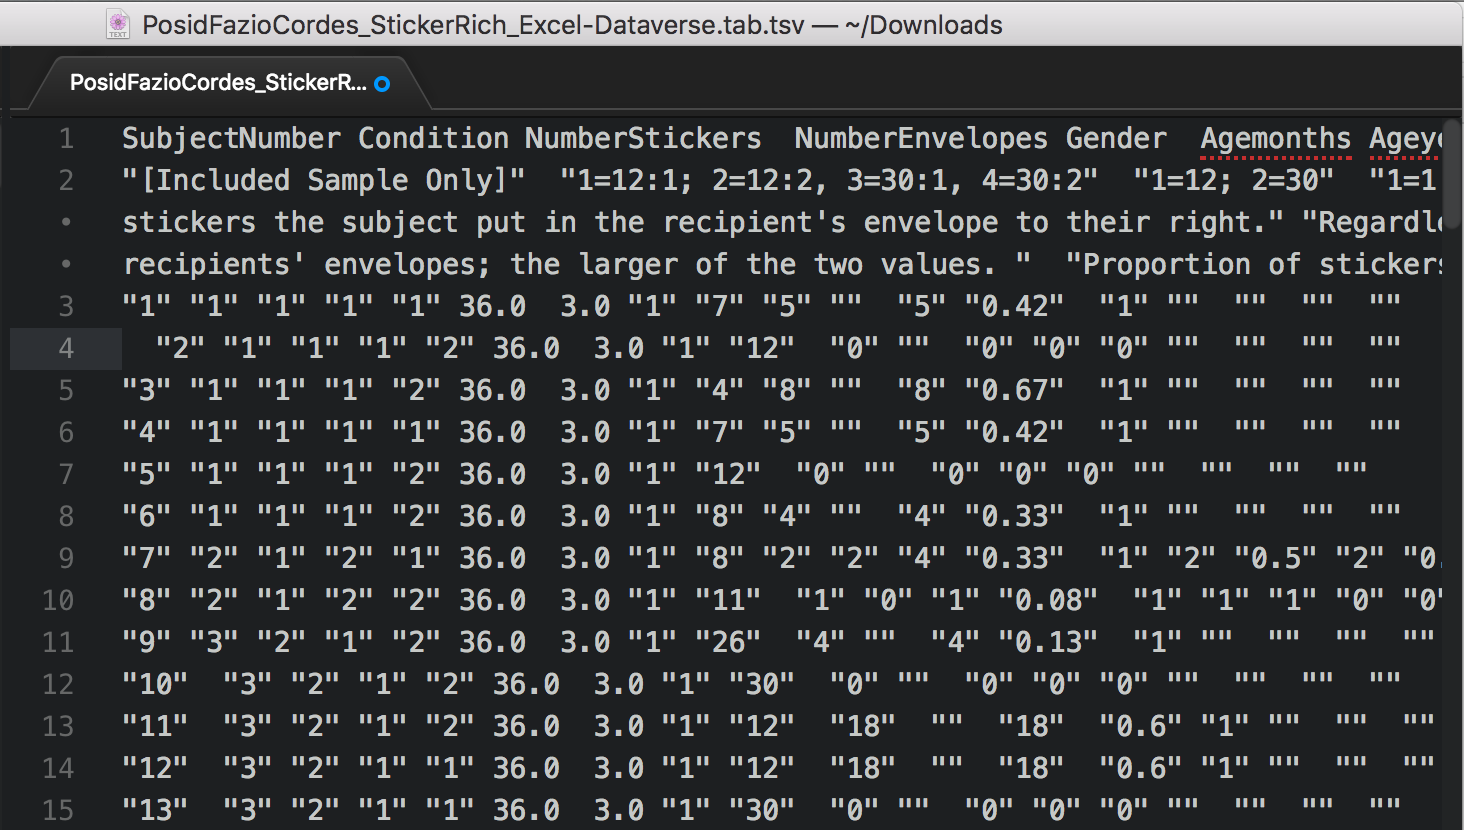 PosidFazioCordes_StickerRich_Excel-Dataverse.tab.tsv — ~/Downloads
PosidFazioCordes_StickerR...
1 SubjectNumber Condition NumberStickers NumberEnvelopes Gender Agemonths Ageye
2 "[Included Sample Only]" "1=12:1; 2=12:2, 3=30:1, 4=30:2" "1=12; 2=30" "1=1
• stickers the subject put in the recipient's envelope to their right." "Regardle
• recipients' envelopes; the larger of the two values. " "Proportion of stickers
3 "1" "1" "1" "1" "1" 36.0 3.0 "1" "7" "5" "" "5" "0.42" "1" "" "" "" ""
4 "2" "1" "1" "1" "2" 36.0 3.0 "1" "12" "0" "" "0" "0" "0" "" "" "" ""
5 "3" "1" "1" "1" "2" 36.0 3.0 "1" "4" "8" "" "8" "0.67" "1" "" "" "" ""
6 "4" "1" "1" "1" "1" 36.0 3.0 "1" "7" "5" "" "5" "0.42" "1" "" "" "" ""
7 "5" "1" "1" "1" "2" 36.0 3.0 "1" "12" "0" "" "0" "0" "0" "" "" "" ""
8 "6" "1" "1" "1" "2" 36.0 3.0 "1" "8" "4" "" "4" "0.33" "1" "" "" "" ""
9 "7" "2" "1" "2" "1" 36.0 3.0 "1" "8" "2" "2" "4" "0.33" "1" "2" "0.5" "2" "0.
10 "8" "2" "1" "2" "2" 36.0 3.0 "1" "11" "1" "0" "1" "0.08" "1" "1" "1" "0" "0"
11 "9" "3" "2" "1" "2" 36.0 3.0 "1" "26" "4" "" "4" "0.13" "1" "" "" "" ""
12 "10" "3" "2" "1" "2" 36.0 3.0 "1" "30" "0" "" "0" "0" "0" "" "" "" ""
13 "11" "3" "2" "1" "2" 36.0 3.0 "1" "12" "18" "" "18" "0.6" "1" "" "" "" ""
14 "12" "3" "2" "1" "1" 36.0 3.0 "1" "12" "18" "" "18" "0.6" "1" "" "" "" ""
15 "13" "3" "2" "1" "1" 36.0 3.0 "1" "30" "0" "" "0" "0" "0" "" "" "" ""